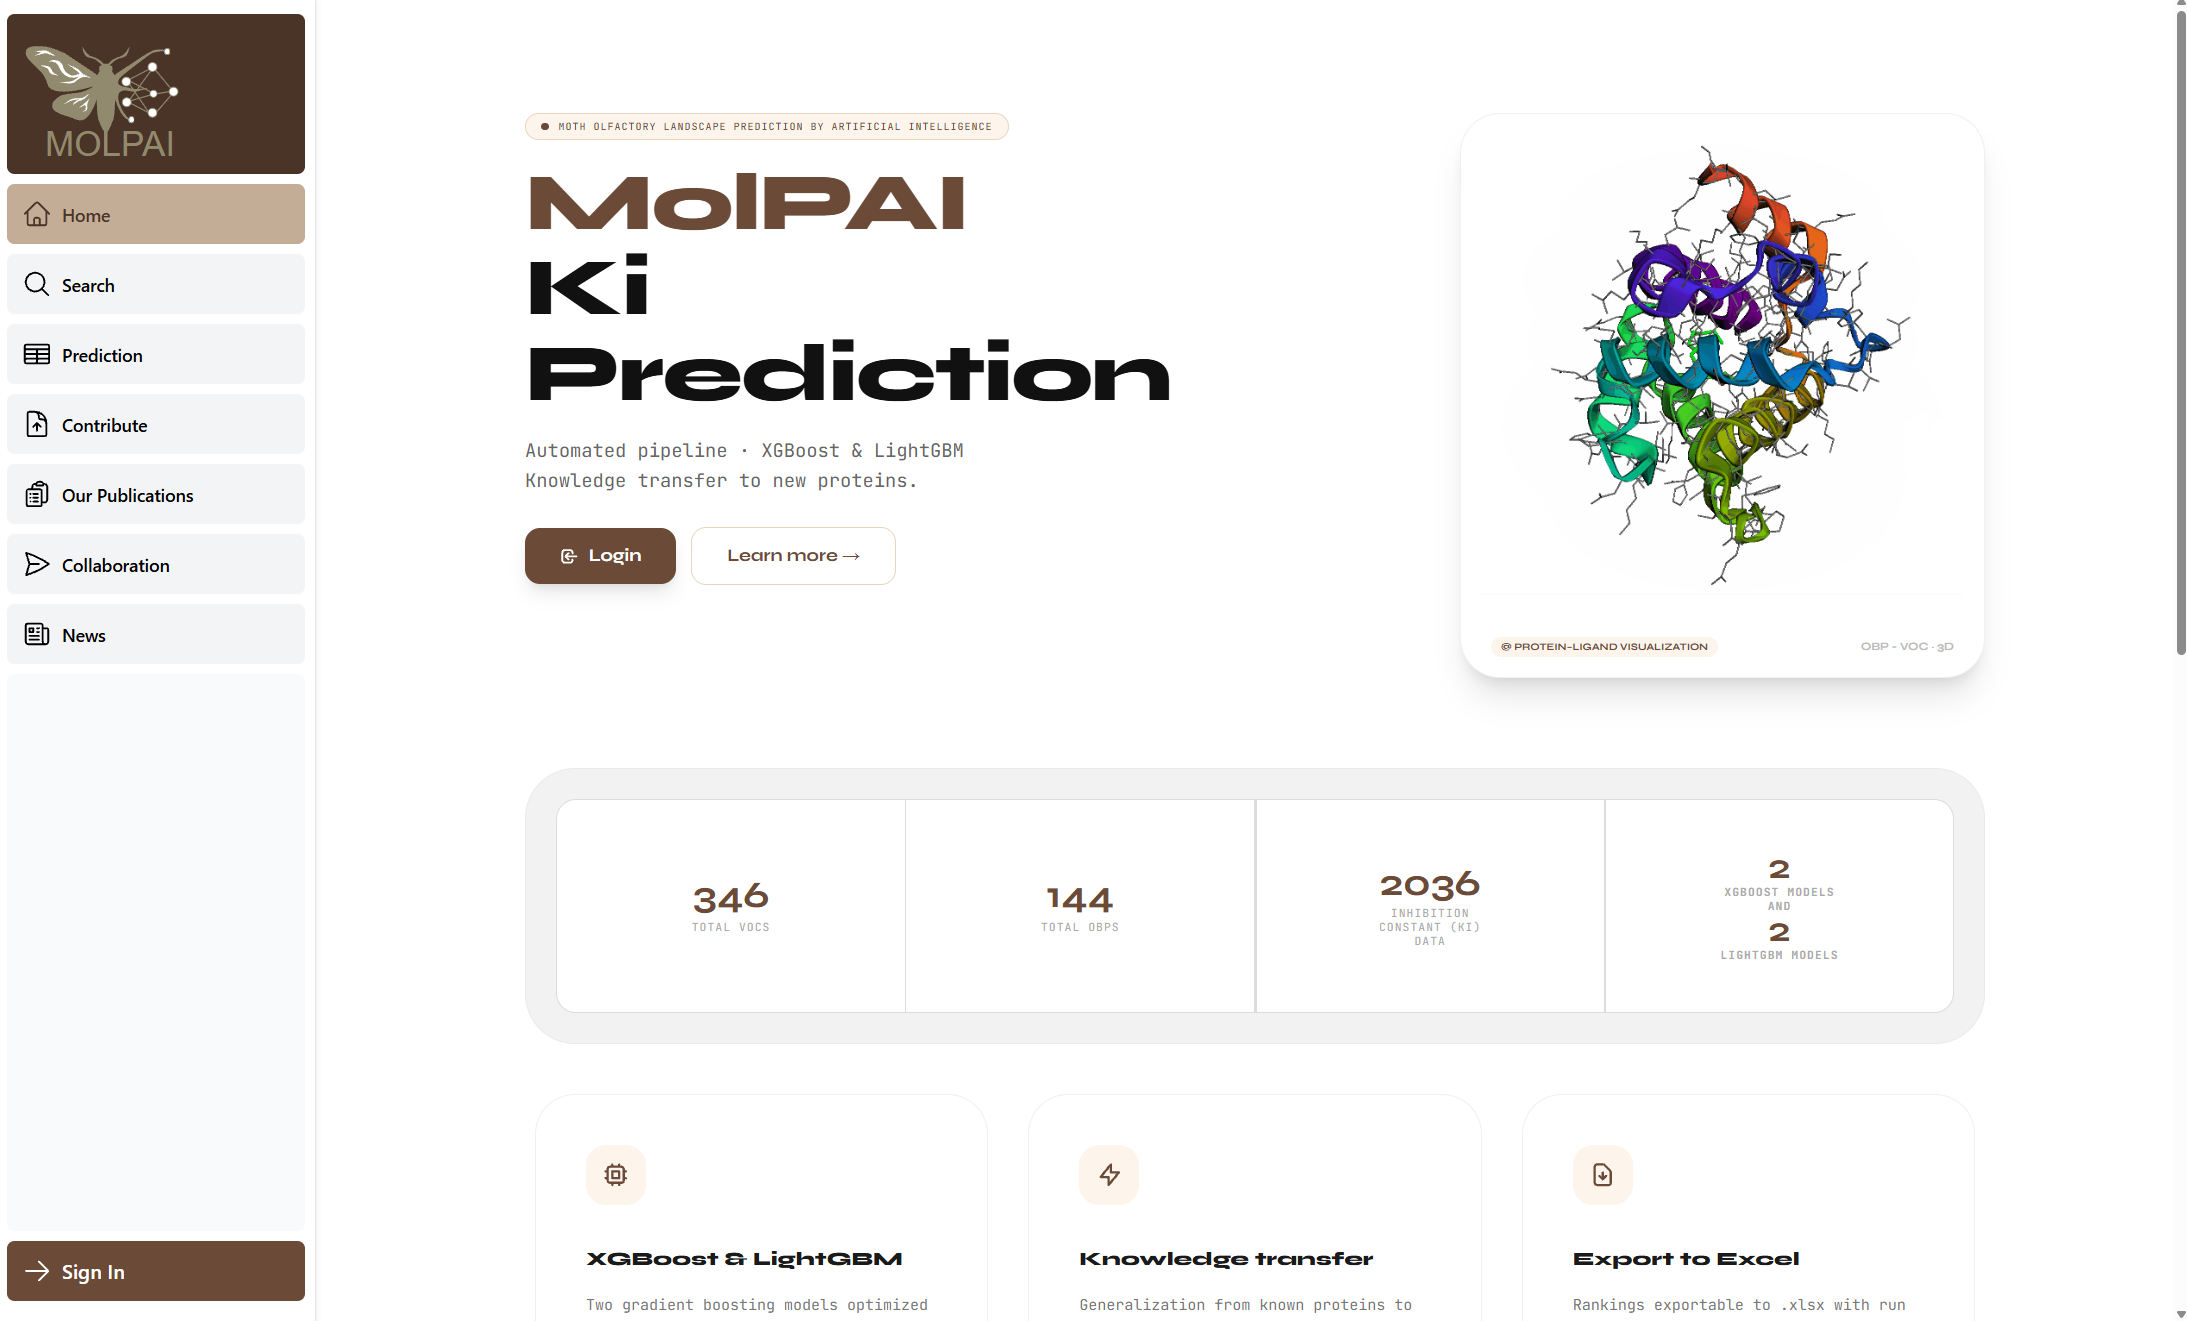 MOLPAI
Home
Search
Prediction
Contribute
Our Publications
Collaboration
News
Sign In
MOTH OLFACTORY LANDSCAPE PREDICTION BY ARTIFICIAL INTELLIGENCE
MolPAI
Ki
Prediction
Automated pipeline · XGBoost & LightGBM
Knowledge transfer to new proteins.
Login
Learn more →
@ PROTEIN-LIGAND VISUALIZATION
OBP - VOC · 3D
346
TOTAL VOCS
144
TOTAL OBPS
2036
INHIBITION
CONSTANT (KI)
DATA
2
XGBOOST MODELS
AND
2
LIGHTGBM MODELS
XGBoost & LightGBM
Two gradient boosting models optimized
Knowledge transfer
Generalization from known proteins to
Export to Excel
Rankings exportable to .xlsx with run